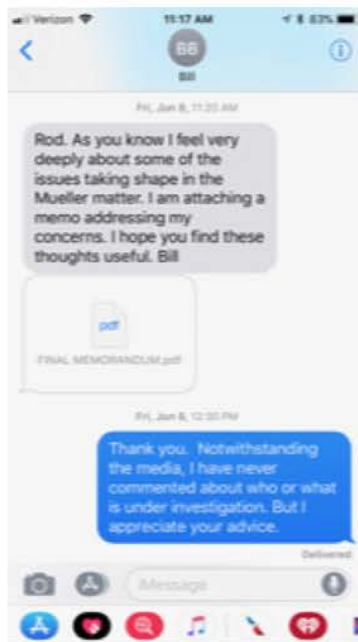 Verizon
11:17 AM
83%
BB
Bill
Fri, Jun 8, 11:20 AM
Rod. As you know I feel very
deeply about some of the
issues taking shape in the
Mueller matter. I am attaching a
memo addressing my
concerns. I hope you find these
thoughts useful. Bill
pdf
FINAL MEMORANDUM.pdf
Fri, Jun 8, 12:30 PM
Thank you. Notwithstanding
the media, I have never
commented about who or what
is under investigation. But I
appreciate your advice.
Delivered
iMessage